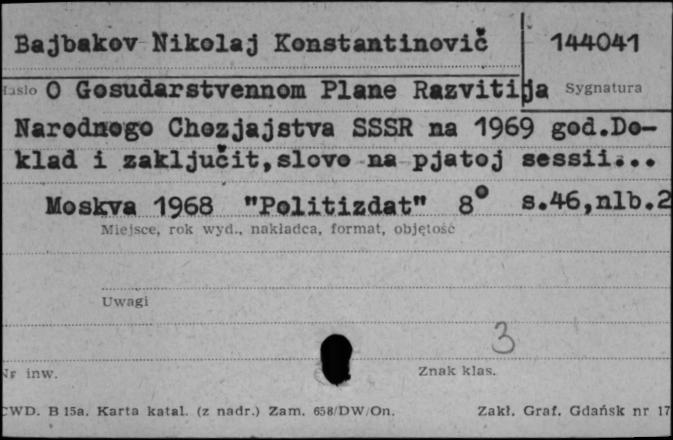 Bajbakov Nikolaj Konstantinovič 144041
Hasło O Gosudarstvennom Plane Razvitija Sygnatura
Narodnogo Chozjajstva SSSR na 1969 god.Do-
klad i zaključit,slovo na pjatoj sessii...
Moskva 1968 "Politizdat" 8° s.46,nlb.2
Miejsce, rok wyd., nakładca, format, objętość
Uwagi
3
Nr inw. Znak klas.
CWD. B 15a. Karta katal. (z nadr.) Zam. 658/DW/On. Zakł. Graf. Gdańsk nr 17